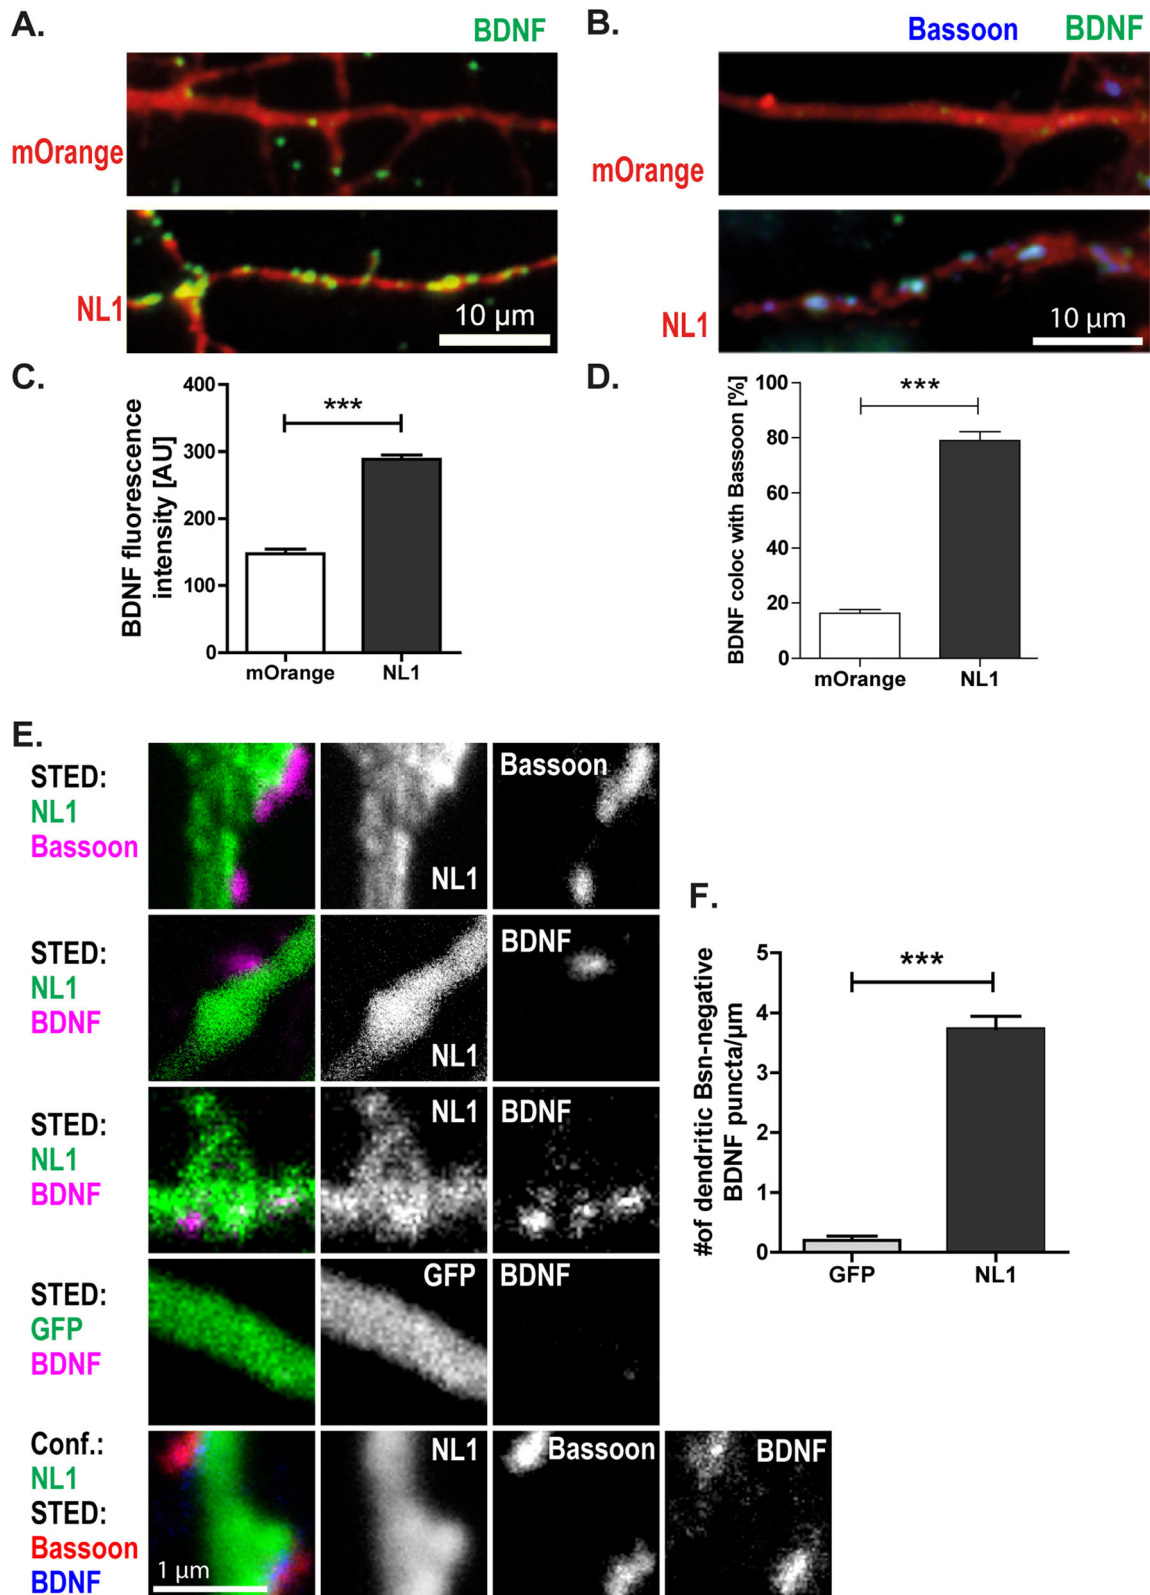 A.
BDNF
mOrange
NL1
10 µm
B.
Bassoon BDNF
mOrange
NL1
10 µm
C.
BDNF fluorescence
intensity [AU]
400
300
200
100
0
***
mOrange NL1
D.
BDNF coloc with Bassoon [%]
100
80
60
40
20
0
***
mOrange NL1
E.
STED:
NL1
Bassoon
NL1
Bassoon
STED:
NL1
BDNF
NL1
BDNF
STED:
NL1
BDNF
NL1
BDNF
STED:
GFP
BDNF
GFP
BDNF
Conf.:
NL1
STED:
Bassoon
BDNF
1 µm
NL1
Bassoon
BDNF
F.
#of dendritic Bsn-negative
BDNF puncta/µm
5
4
3
2
1
0
***
GFP NL1